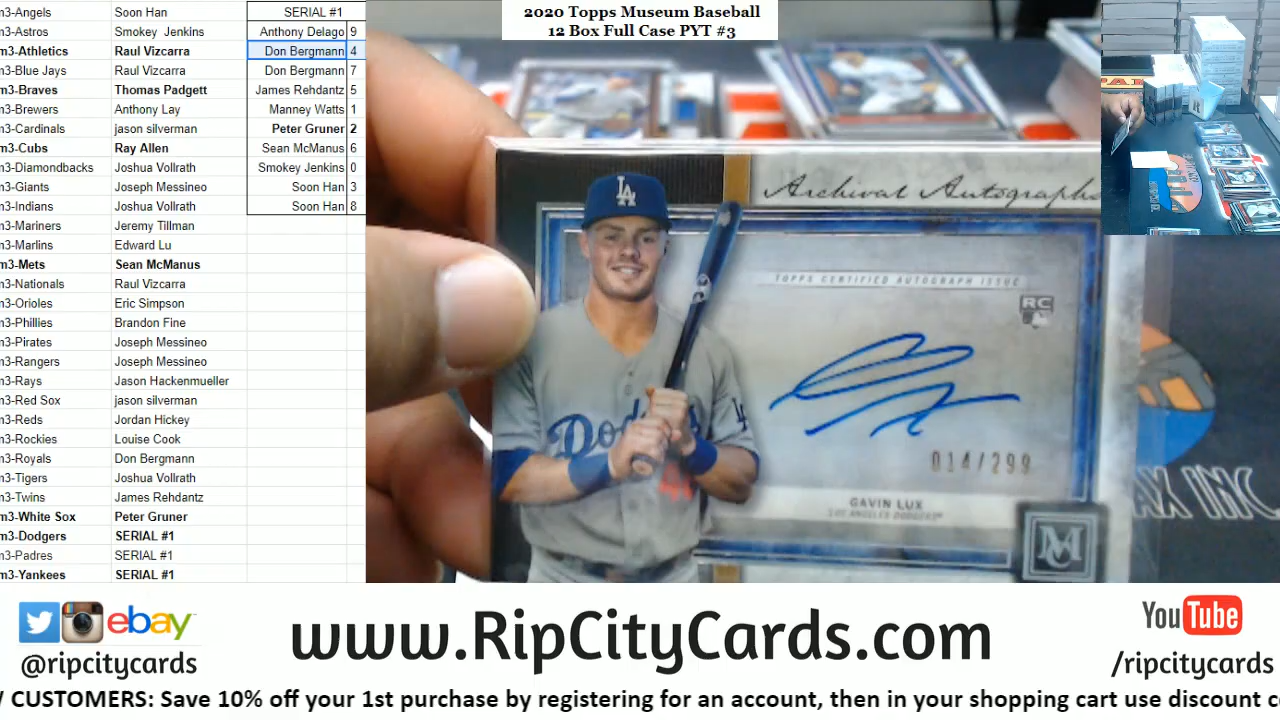 m3-Angels Soon Han SERIAL #1
m3-Astros Smokey Jenkins Anthony Delago 9
m3-Athletics Raul Vizcarra Don Bergmann 4
m3-Blue Jays Raul Vizcarra Don Bergmann 7
m3-Braves Thomas Padgett James Rehdantz 5
m3-Brewers Anthony Lay Manney Watts 1
m3-Cardinals jason silverman Peter Gruner 2
m3-Cubs Ray Allen Sean McManus 6
m3-Diamondbacks Joshua Vollrath Smokey Jenkins 0
m3-Giants Joseph Messineo Soon Han 3
m3-Indians Joshua Vollrath Soon Han 8
m3-Mariners Jeremy Tillman
m3-Marlins Edward Lu
m3-Mets Sean McManus
m3-Nationals Raul Vizcarra
m3-Orioles Eric Simpson
m3-Phillies Brandon Fine
m3-Pirates Joseph Messineo
m3-Rangers Joseph Messineo
m3-Rays Jason Hackenmueller
m3-Red Sox jason silverman
m3-Reds Jordan Hickey
m3-Rockies Louise Cook
m3-Royals Don Bergmann
m3-Tigers Joshua Vollrath
m3-Twins James Rehdantz
m3-White Sox Peter Gruner
m3-Dodgers SERIAL #1
m3-Padres SERIAL #1
m3-Yankees SERIAL #1
2020 Topps Museum Baseball
12 Box Full Case PYT #3
Archival Autographs
LA
TOPPS CERTIFIED AUTOGRAPH ISSUE
RC
Dodgers
014/299
GAVIN LUX
LOS ANGELES DODGERS
MC
INC
ebay
@ripcitycards
www.RipCityCards.com
YouTube
/ripcitycards
CUSTOMERS: Save 10% off your 1st purchase by registering for an account, then in your shopping cart use discount